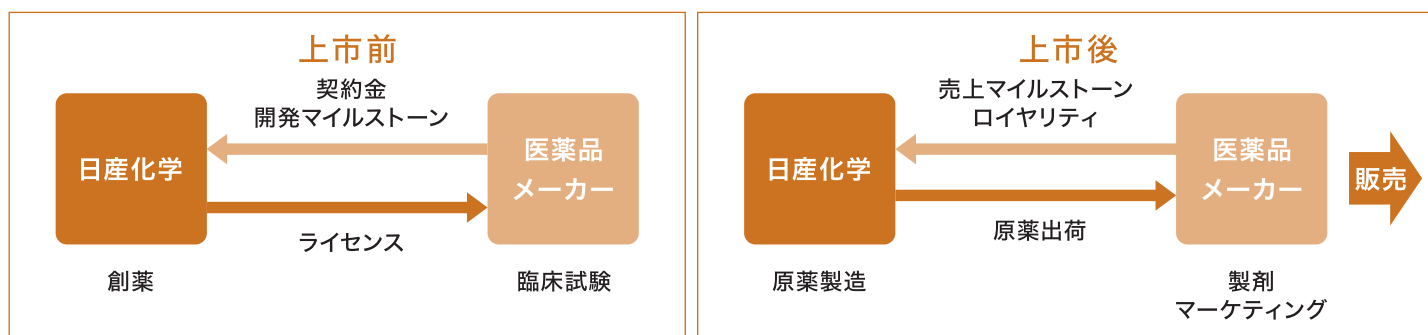 上市前
契約金
開発マイルストーン
日産化学
医薬品
メーカー
ライセンス
創薬
臨床試験
上市後
売上マイルストーン
ロイヤリティ
日産化学
医薬品
メーカー
販売
原薬出荷
原薬製造
製剤
マーケティング